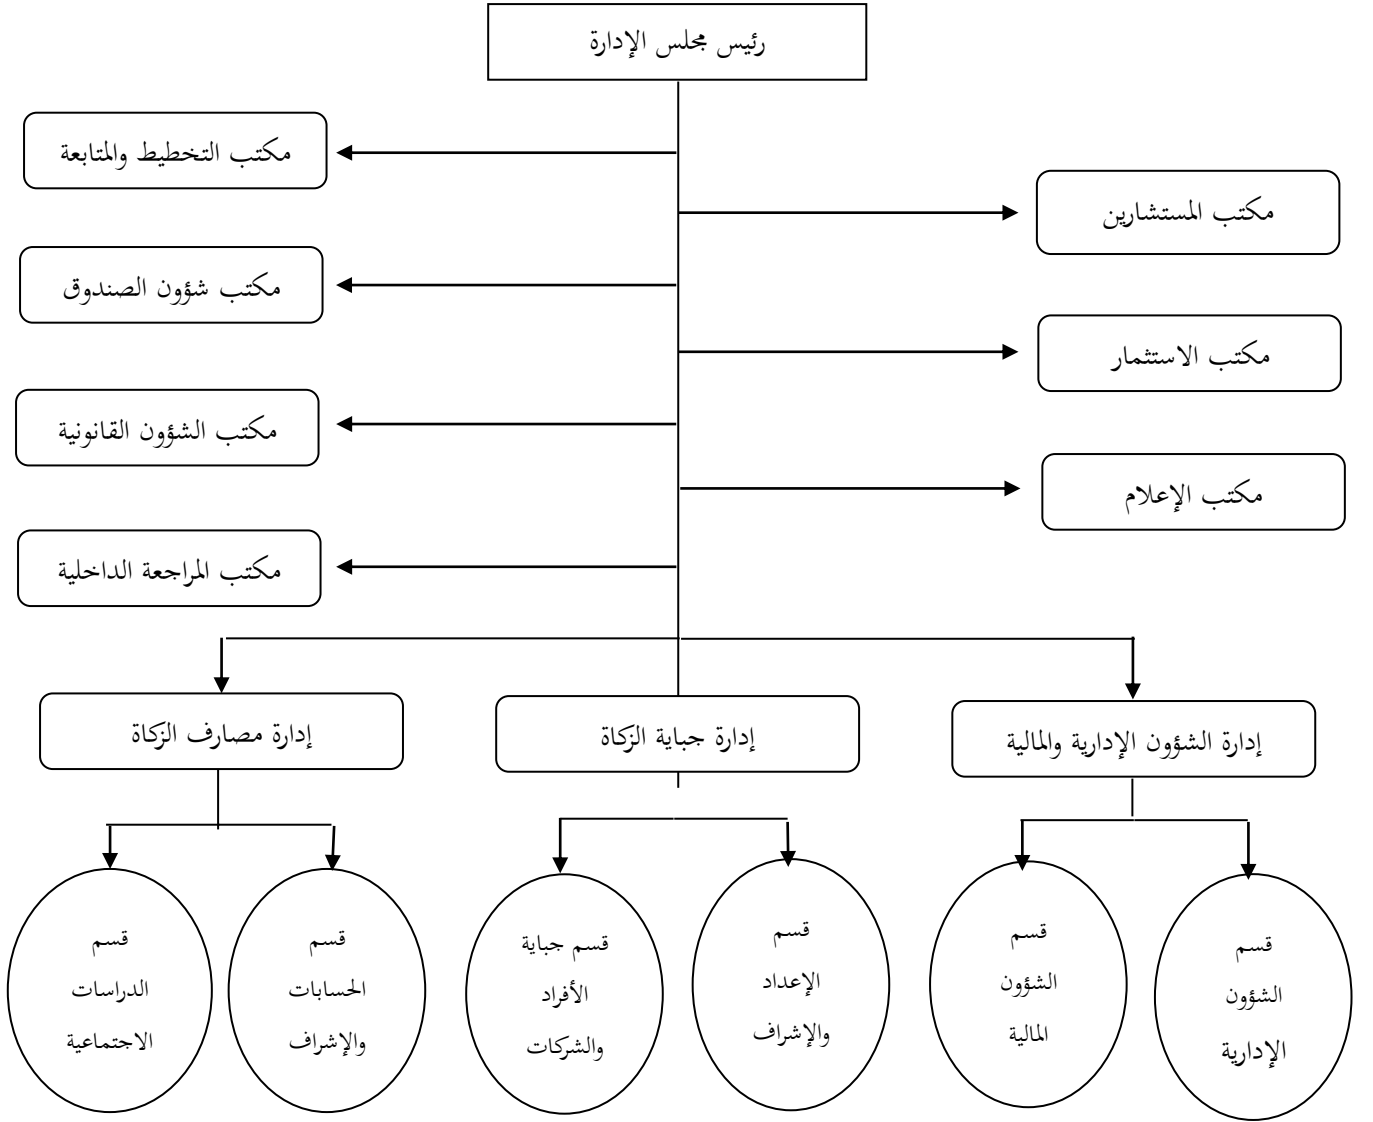 رئيس مجلس الإدارة
مكتب التخطيط والمتابعة
مكتب المستشارين
مكتب شؤون الصندوق
مكتب الاستثمار
مكتب الشؤون القانونية
مكتب الإعلام
مكتب المراجعة الداخلية
إدارة الشؤون الإدارية والمالية
إدارة جباية الزكاة
إدارة مصارف الزكاة
قسم
الشؤون
الإدارية
قسم
الشؤون
المالية
قسم
الإعداد
والإشراف
قسم جباية
الأفراد
والشركات
قسم
الحسابات
والإشراف
قسم
الدراسات
الاجتماعية